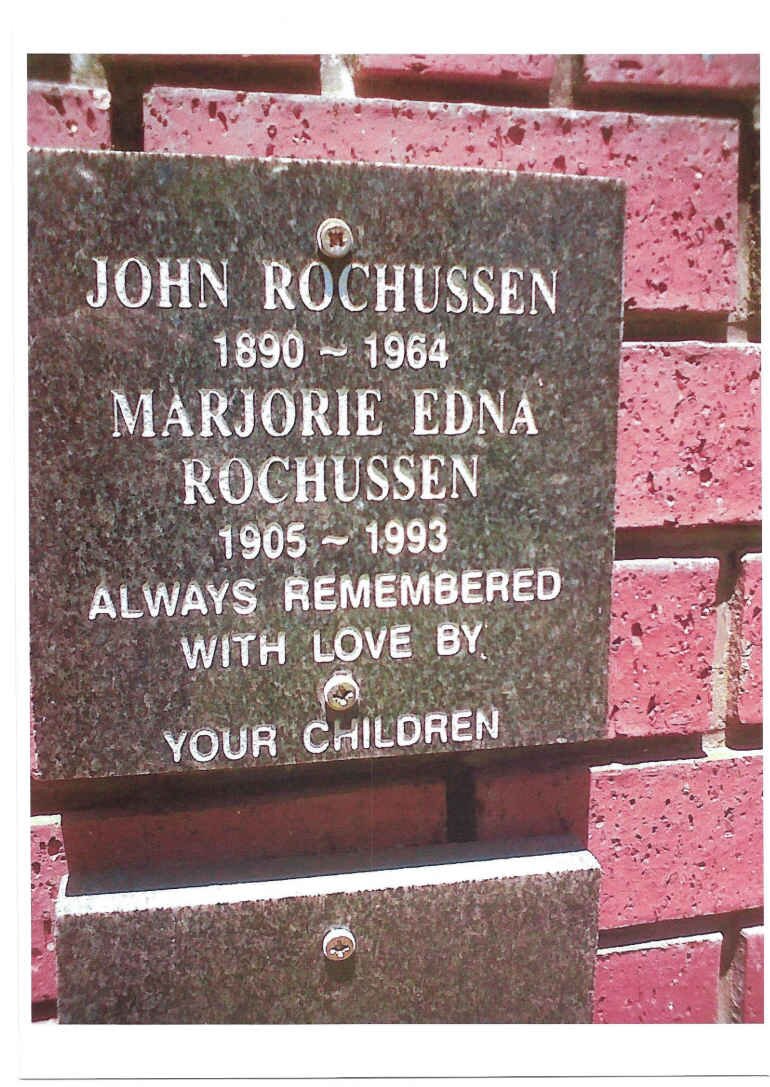 JOHN ROCHUSSEN
1890 ~ 1964
MARJORIE EDNA
ROCHUSSEN
1905 ~ 1993
ALWAYS REMEMBERED
WITH LOVE BY
YOUR CHILDREN